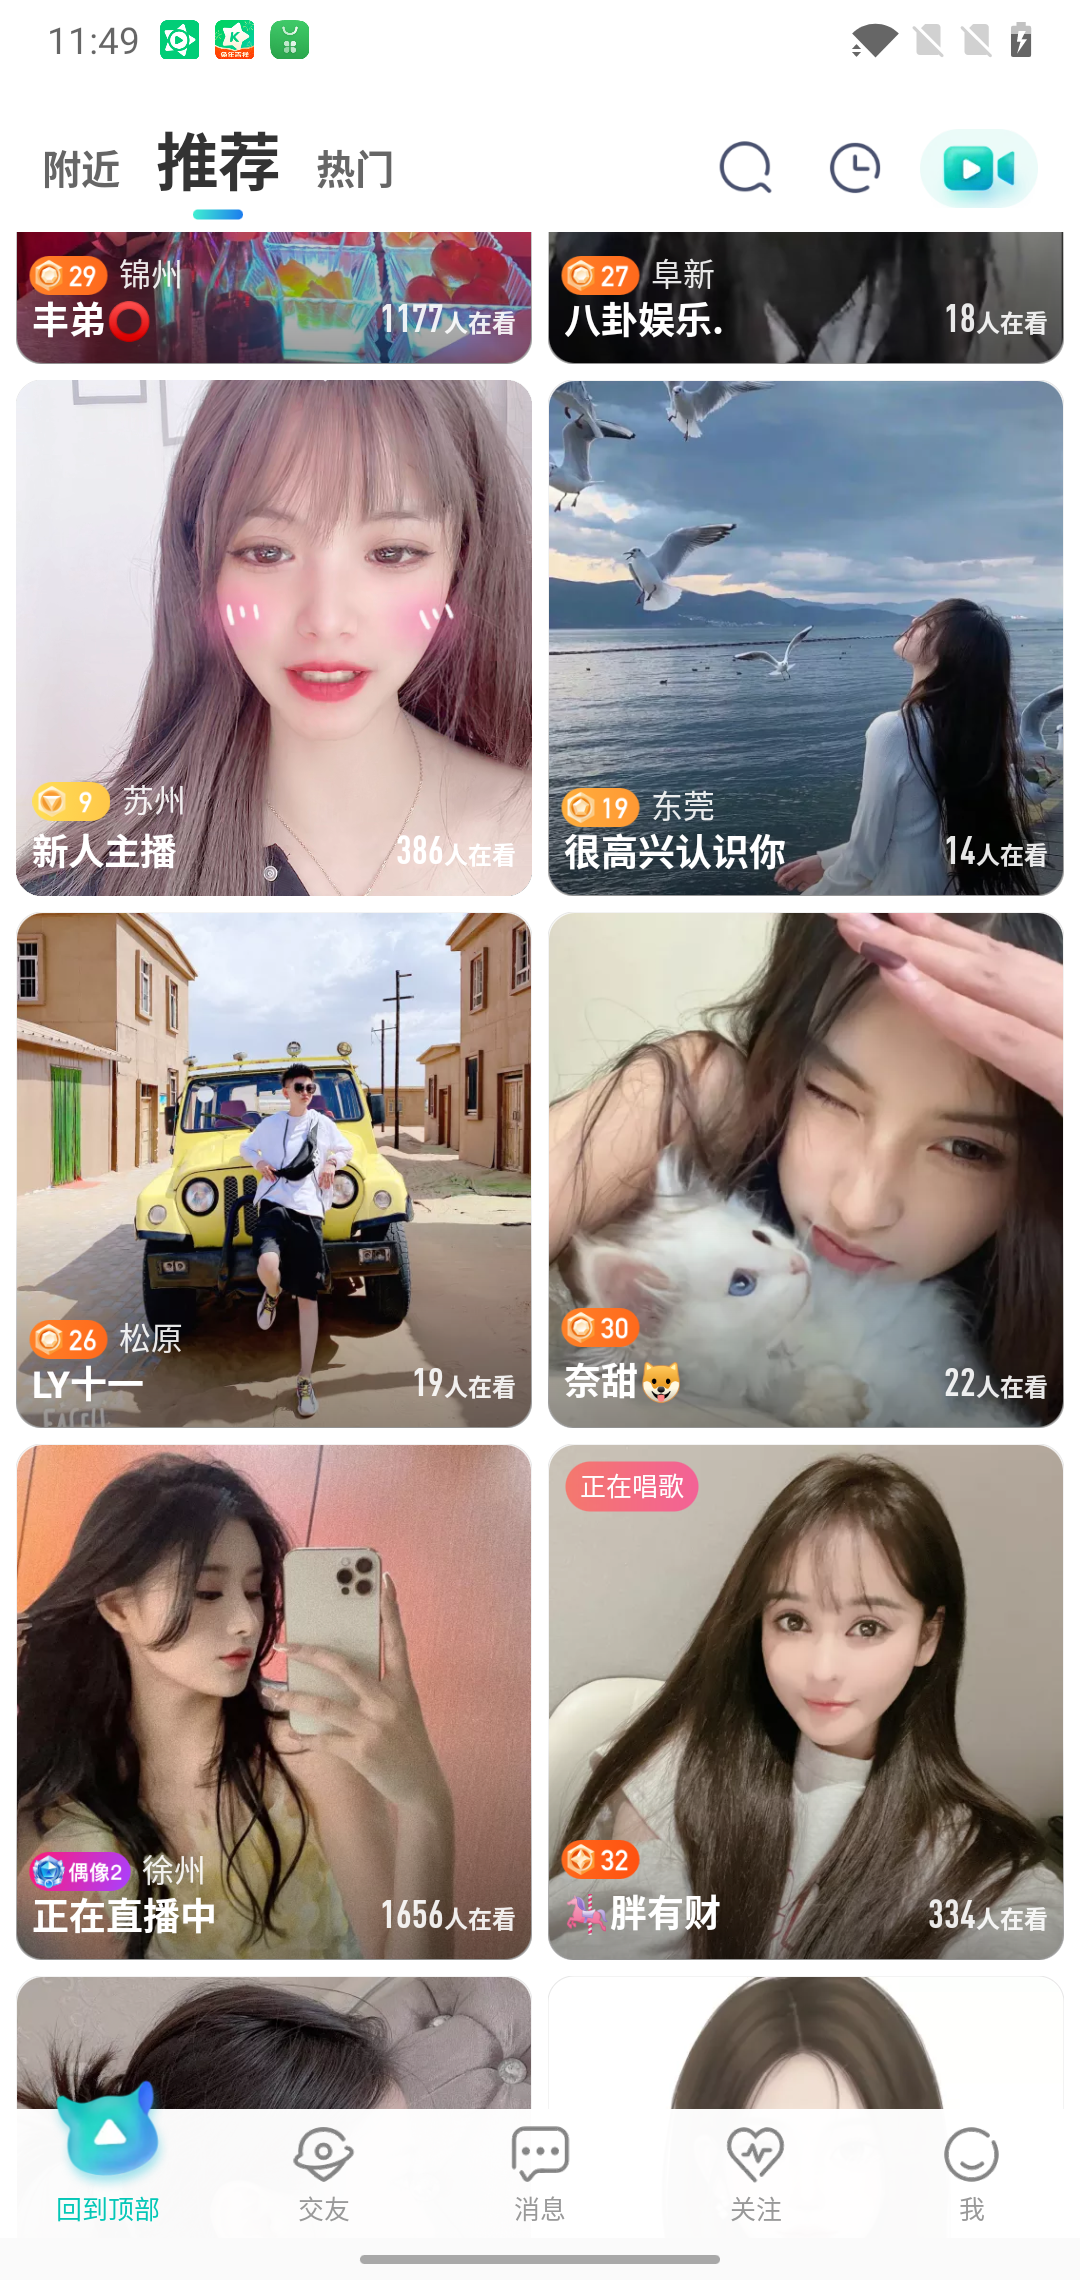 11:49
附近 推荐 热门
29 锦州
丰弟⭕ 1177人在看
27 阜新
八卦娱乐. 18人在看
9 苏州
新人主播 386人在看
19 东莞
很高兴认识你 14人在看
26 松原
LY十一 19人在看
30
奈甜🐶 22人在看
偶像2 徐州
正在直播中 1656人在看
正在唱歌
32
🎠胖有财 334人在看
回到顶部 交友 消息 关注 我